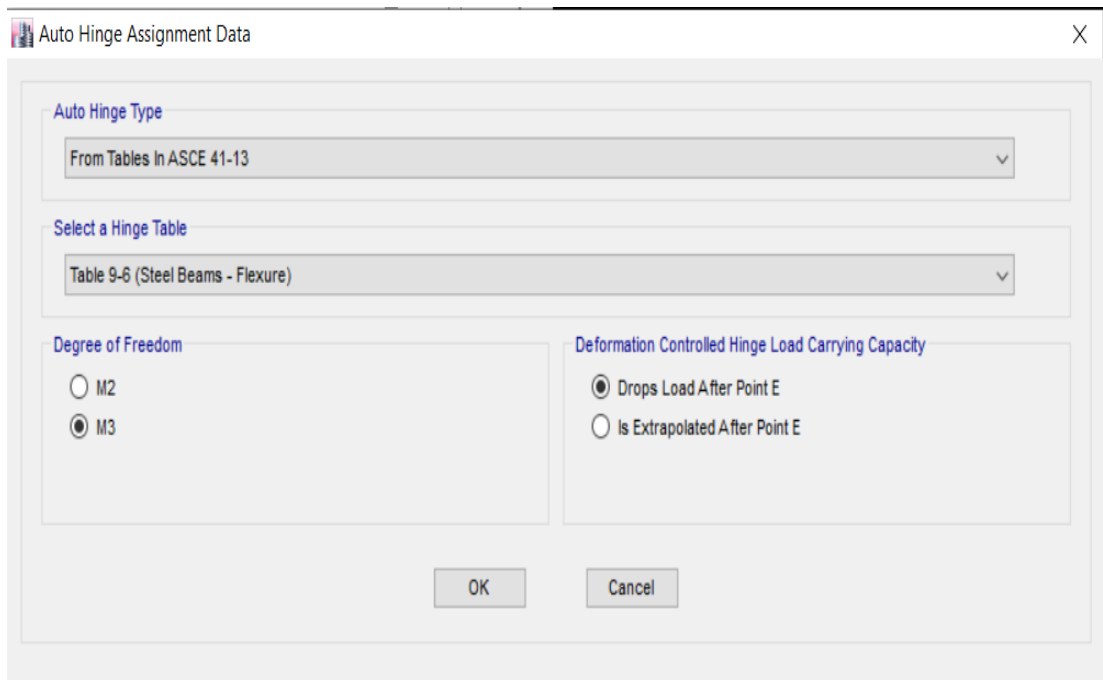 Auto Hinge Assignment Data
X
Auto Hinge Type
From Tables In ASCE 41-13
Select a Hinge Table
Table 9-6 (Steel Beams - Flexure)
Degree of Freedom
M2
M3
Deformation Controlled Hinge Load Carrying Capacity
Drops Load After Point E
Is Extrapolated After Point E
OK
Cancel